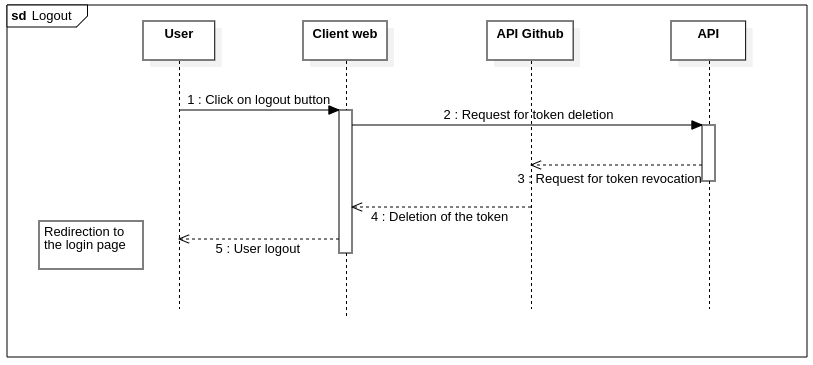 sd Logout
User
Client web
API Github
API
1 : Click on logout button
2 : Request for token deletion
3 : Request for token revocation
4 : Deletion of the token
5 : User logout
Redirection to
the login page